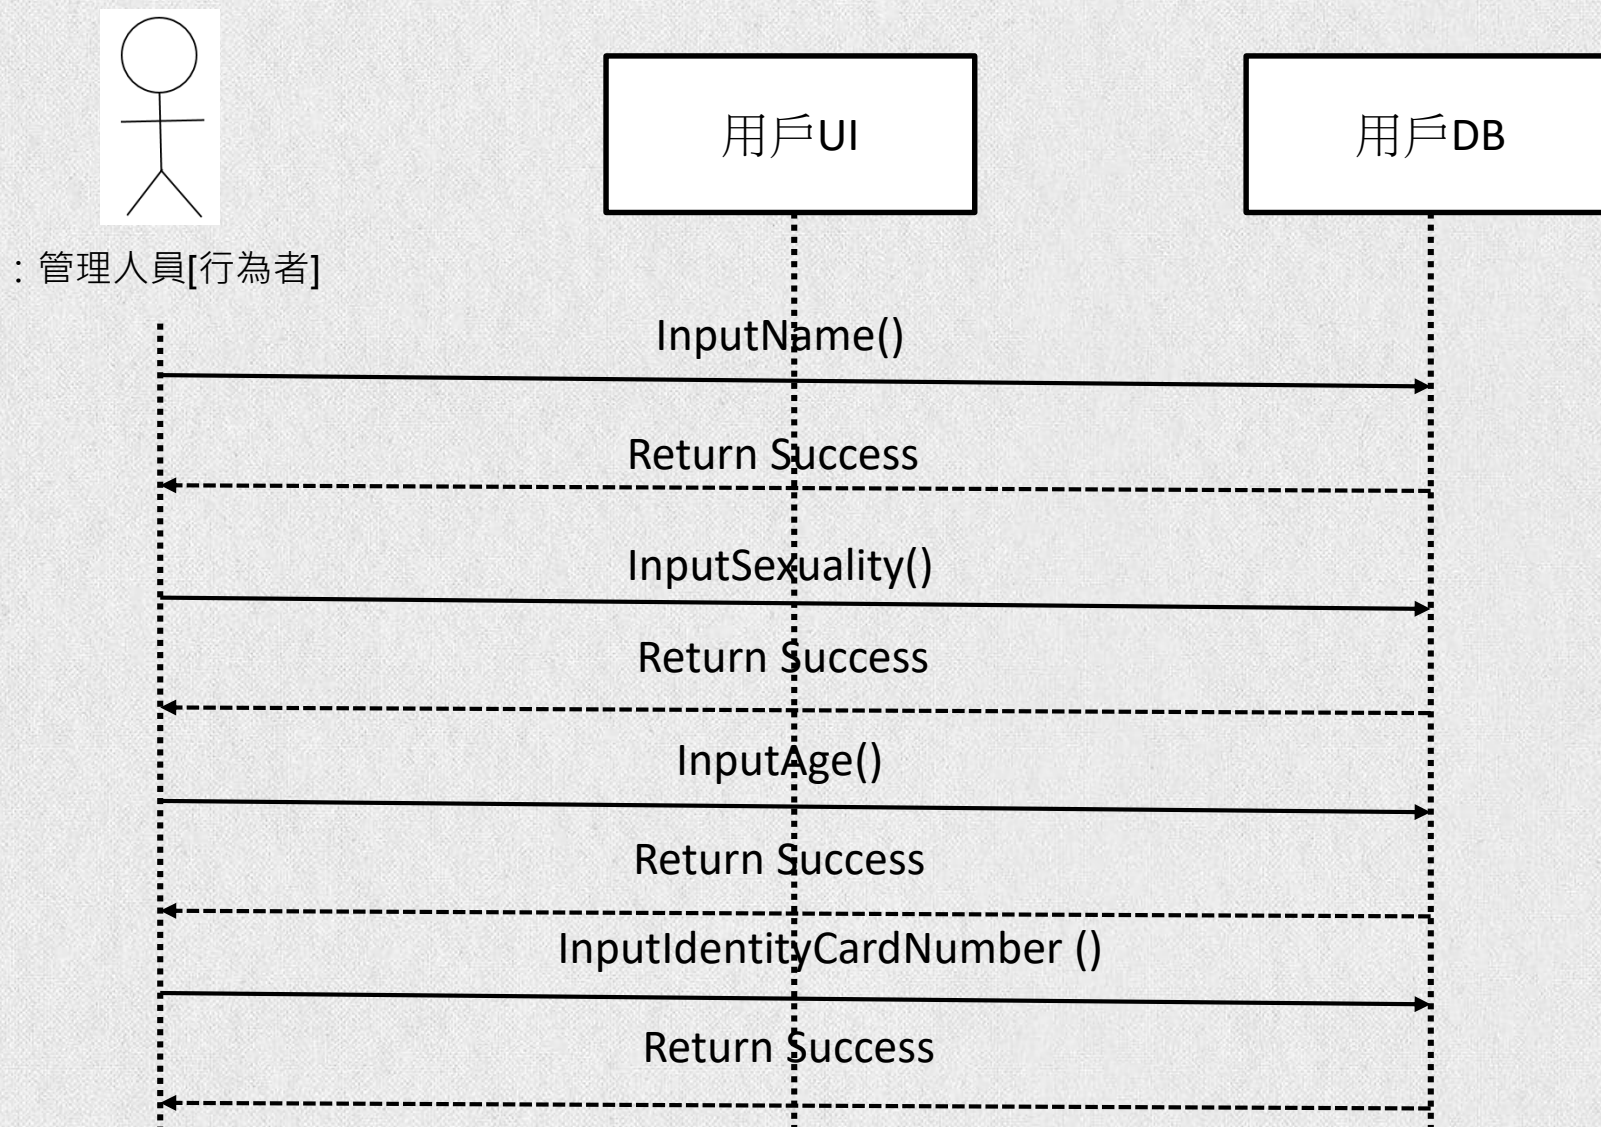 用戶UI
用戶DB
：管理人員[行為者]
InputName()
Return Success
InputSexuality()
Return Success
InputAge()
Return Success
InputIdentityCardNumber ()
Return Success